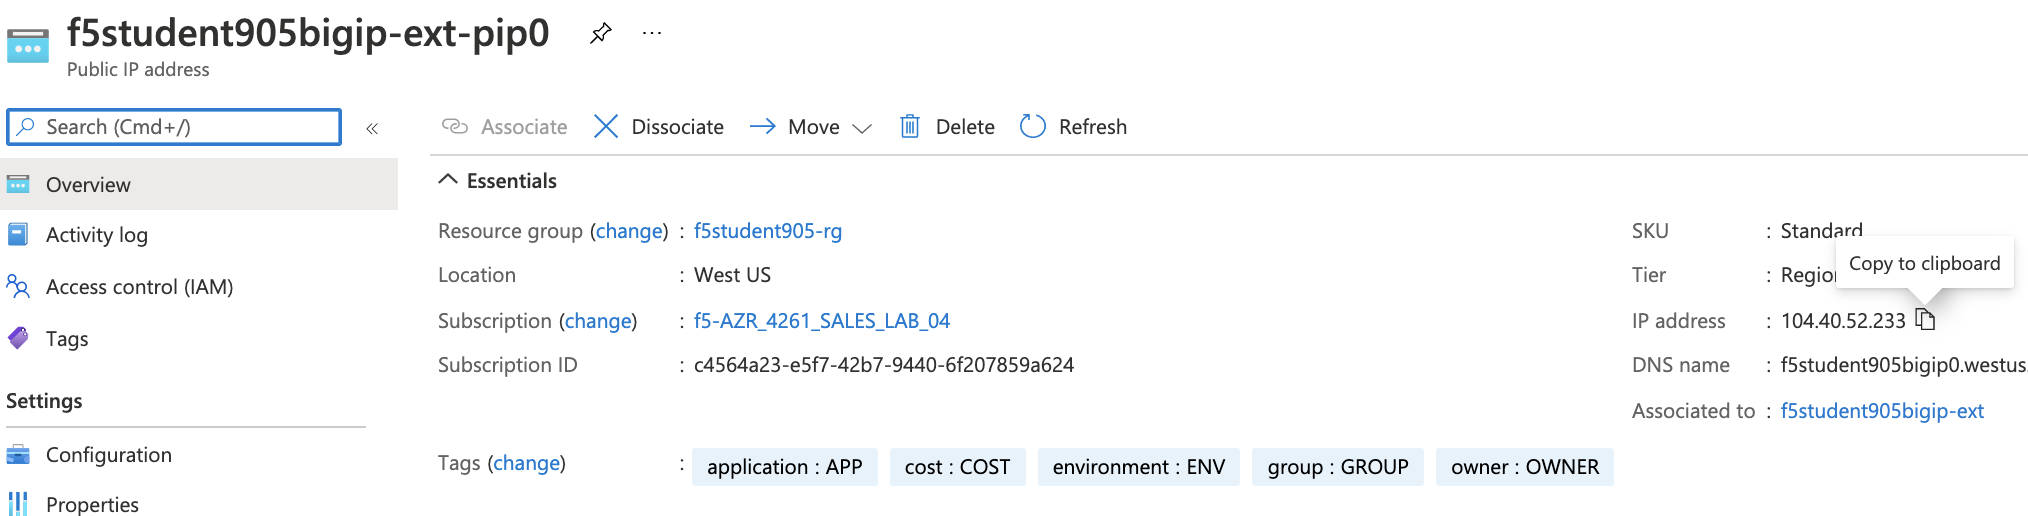 f5student905bigip-ext-pip0 ...
Public IP address
Search (Cmd+/) «
Associate Dissociate Move Delete Refresh
Overview
Activity log
Access control (IAM)
Tags
Settings
Configuration
Properties
Essentials
Resource group (change) : f5student905-rg
Location : West US
Subscription (change) : f5-AZR_4261_SALES_LAB_04
Subscription ID : c4564a23-e5f7-42b7-9440-6f207859a624
SKU : Standard
Tier :
Copy to clipboard
IP address : 104.40.52.233
DNS name : f5student905bigip0.westus
Associated to : f5student905bigip-ext
Tags (change) : application : APP cost : COST environment : ENV group : GROUP owner : OWNER